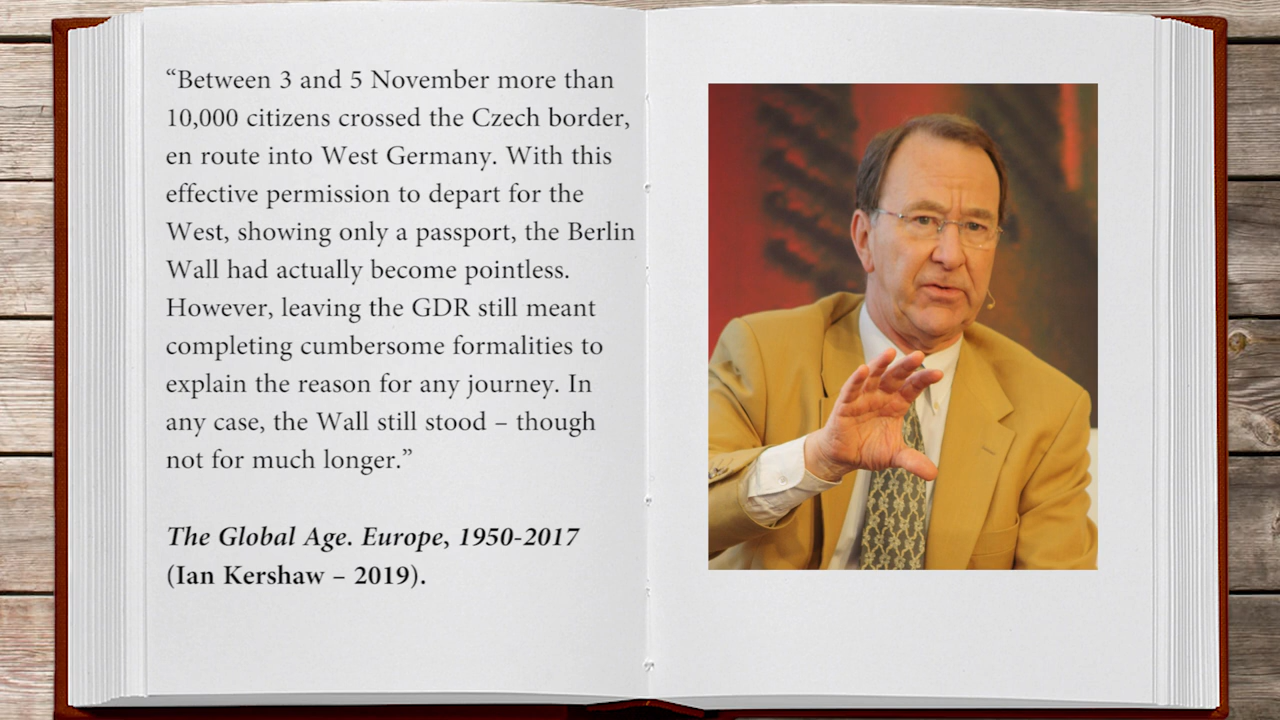 “Between 3 and 5 November more than
10,000 citizens crossed the Czech border,
en route into West Germany. With this
effective permission to depart for the
West, showing only a passport, the Berlin
Wall had actually become pointless.
However, leaving the GDR still meant
completing cumbersome formalities to
explain the reason for any journey. In
any case, the Wall still stood – though
not for much longer.”
The Global Age. Europe, 1950-2017
(Ian Kershaw – 2019).